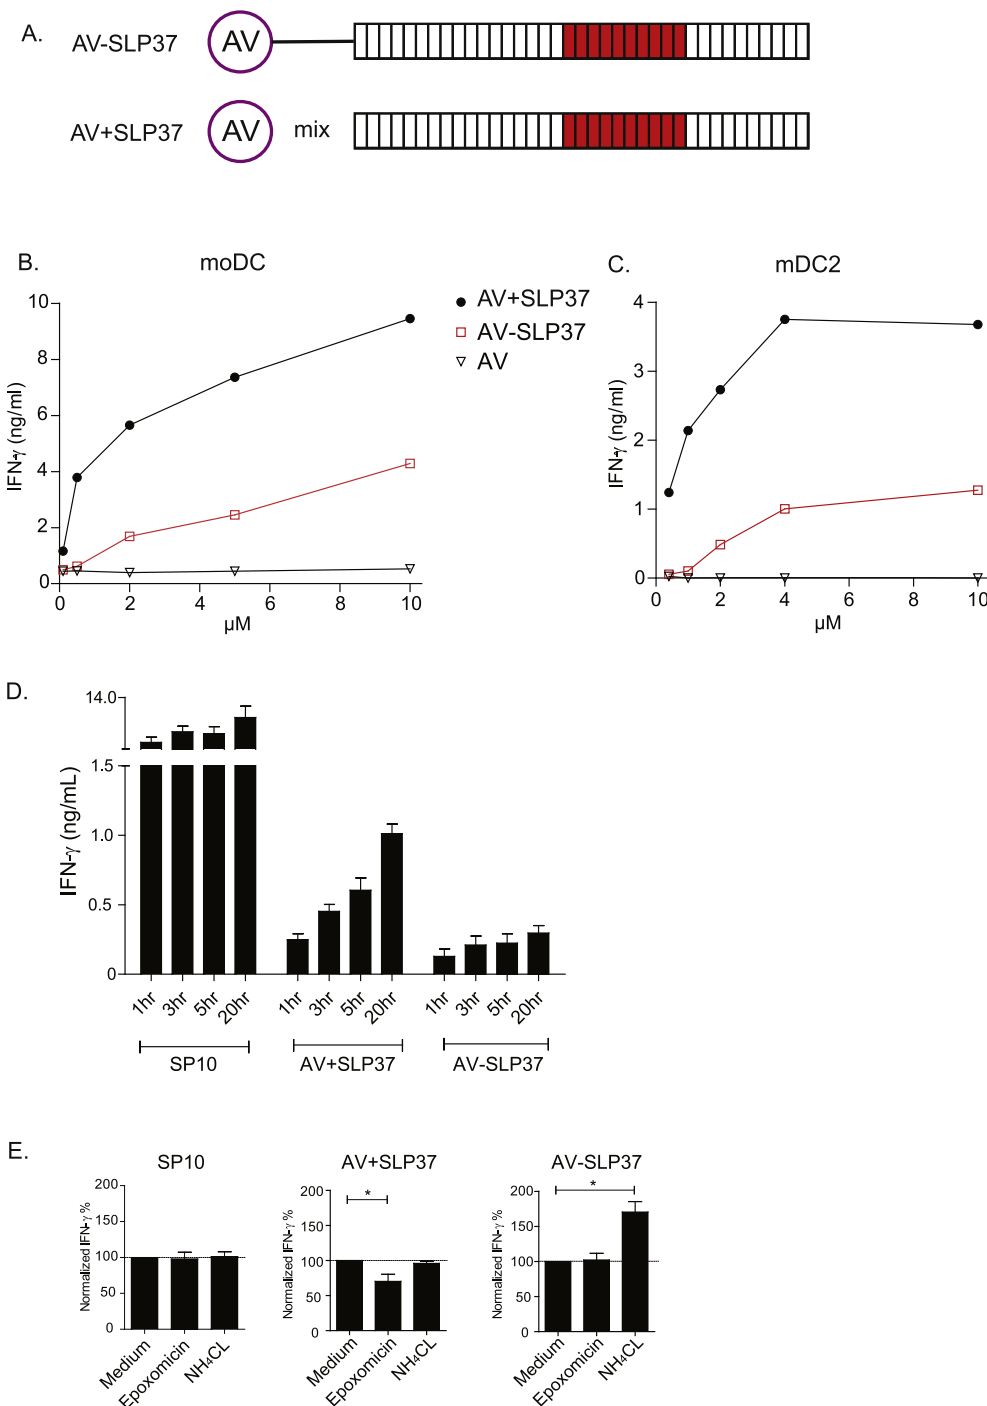 A.
AV-SLP37 AV
AV+SLP37 AV mix
B. moDC
IFN-γ (ng/ml)
10
8
6
4
2
0
0 2 4 6 8 10
µM
AV+SLP37
AV-SLP37
AV
C. mDC2
IFN-γ (ng/ml)
4
3
2
1
0
0 2 4 6 8 10
µM
D.
IFN-γ (ng/mL)
14.0
1.5
1.0
0.5
0
1hr 3hr 5hr 20hr 1hr 3hr 5hr 20hr 1hr 3hr 5hr 20hr
SP10 AV+SLP37 AV-SLP37
E.
SP10
Normalized IFN-γ %
200
150
100
50
0
Medium Epoxomicin NH₄CL
AV+SLP37
Normalized IFN-γ %
200
150
100
50
0
*
Medium Epoxomicin NH₄CL
AV-SLP37
Normalized IFN-γ %
200
150
100
50
0
*
Medium Epoxomicin NH₄CL